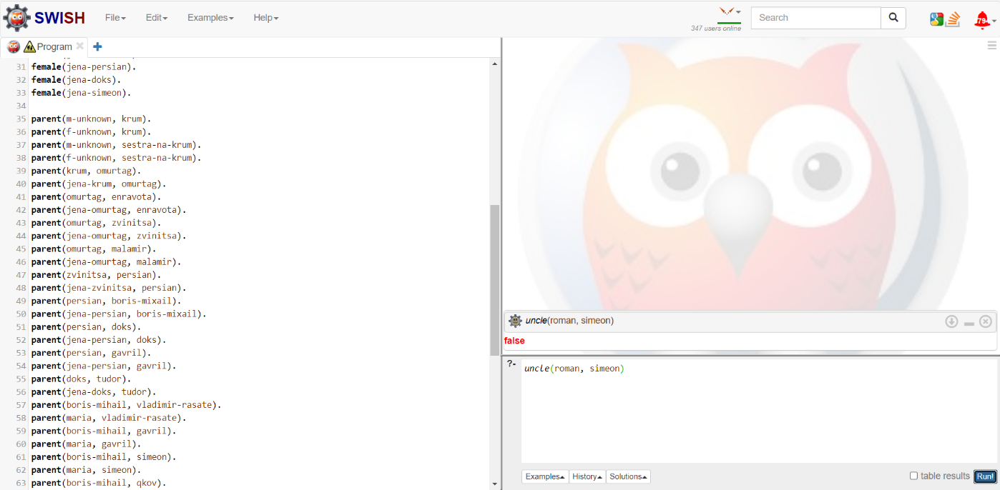 SWISH File Edit Examples Help 347 users online Search 79
Program
31 female(jena-persian).
32 female(jena-doks).
33 female(jena-simeon).
34
35 parent(m-unknown, krum).
36 parent(f-unknown, krum).
37 parent(m-unknown, sestra-na-krum).
38 parent(f-unknown, sestra-na-krum).
39 parent(krum, omurtag).
40 parent(jena-krum, omurtag).
41 parent(omurtag, enravota).
42 parent(jena-omurtag, enravota).
43 parent(omurtag, zvinitsa).
44 parent(jena-omurtag, zvinitsa).
45 parent(omurtag, malamir).
46 parent(jena-omurtag, malamir).
47 parent(zvinitsa, persian).
48 parent(jena-zvinitsa, persian).
49 parent(persian, boris-mixail).
50 parent(jena-persian, boris-mixail).
51 parent(persian, doks).
52 parent(jena-persian, doks).
53 parent(persian, gavril).
54 parent(jena-persian, gavril).
55 parent(doks, tudor).
56 parent(jena-doks, tudor).
57 parent(boris-mihail, vladimir-rasate).
58 parent(maria, vladimir-rasate).
59 parent(boris-mihail, gavril).
60 parent(maria, gavril).
61 parent(boris-mihail, simeon).
62 parent(maria, simeon).
63 parent(boris-mihail, qkov).
uncle(roman, simeon)
false
?- uncle(roman, simeon)
Examples History Solutions table results Run!